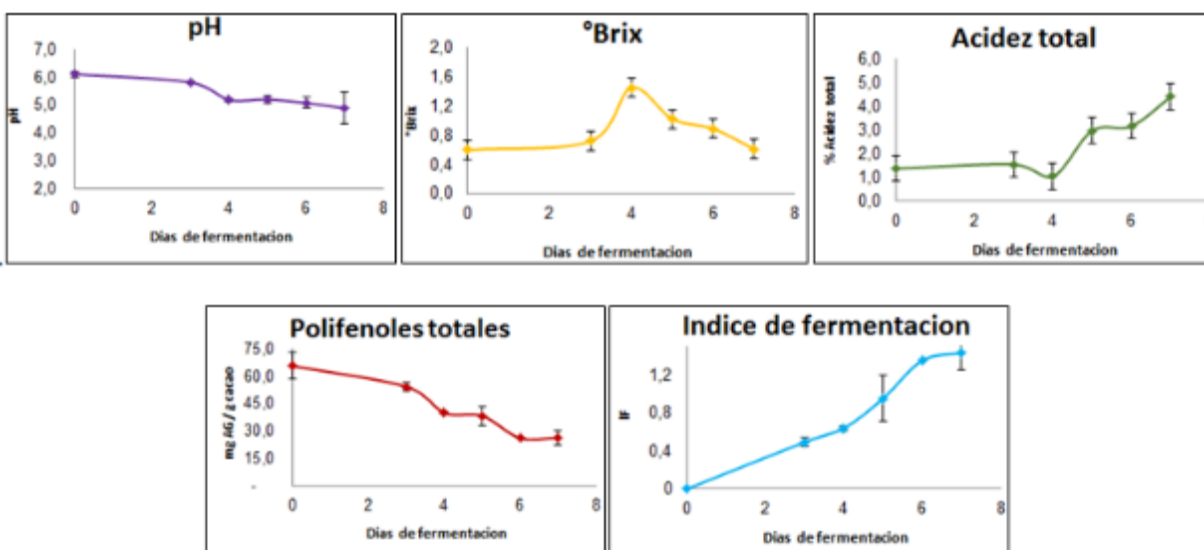 pH
7,0
6,0
5,0
4,0
3,0
2,0
pH
0 2 4 6 8
Dias de fermentacion
°Brix
2,0
1,6
1,2
0,8
0,4
0,0
°Brix
0 2 4 6 8
Dias de fermentacion
Acidez total
6,0
5,0
4,0
3,0
2,0
1,0
0,0
% Acidez total
0 2 4 6
Dias de fermentacion
Polifenoles totales
75,0
60,0
45,0
30,0
15,0
-
mg AG / g cacao
0 2 4 6 8
Dias de fermentacion
Indice de fermentacion
1,2
0,8
0,4
0
IF
0 2 4 6 8
Dias de fermentacion